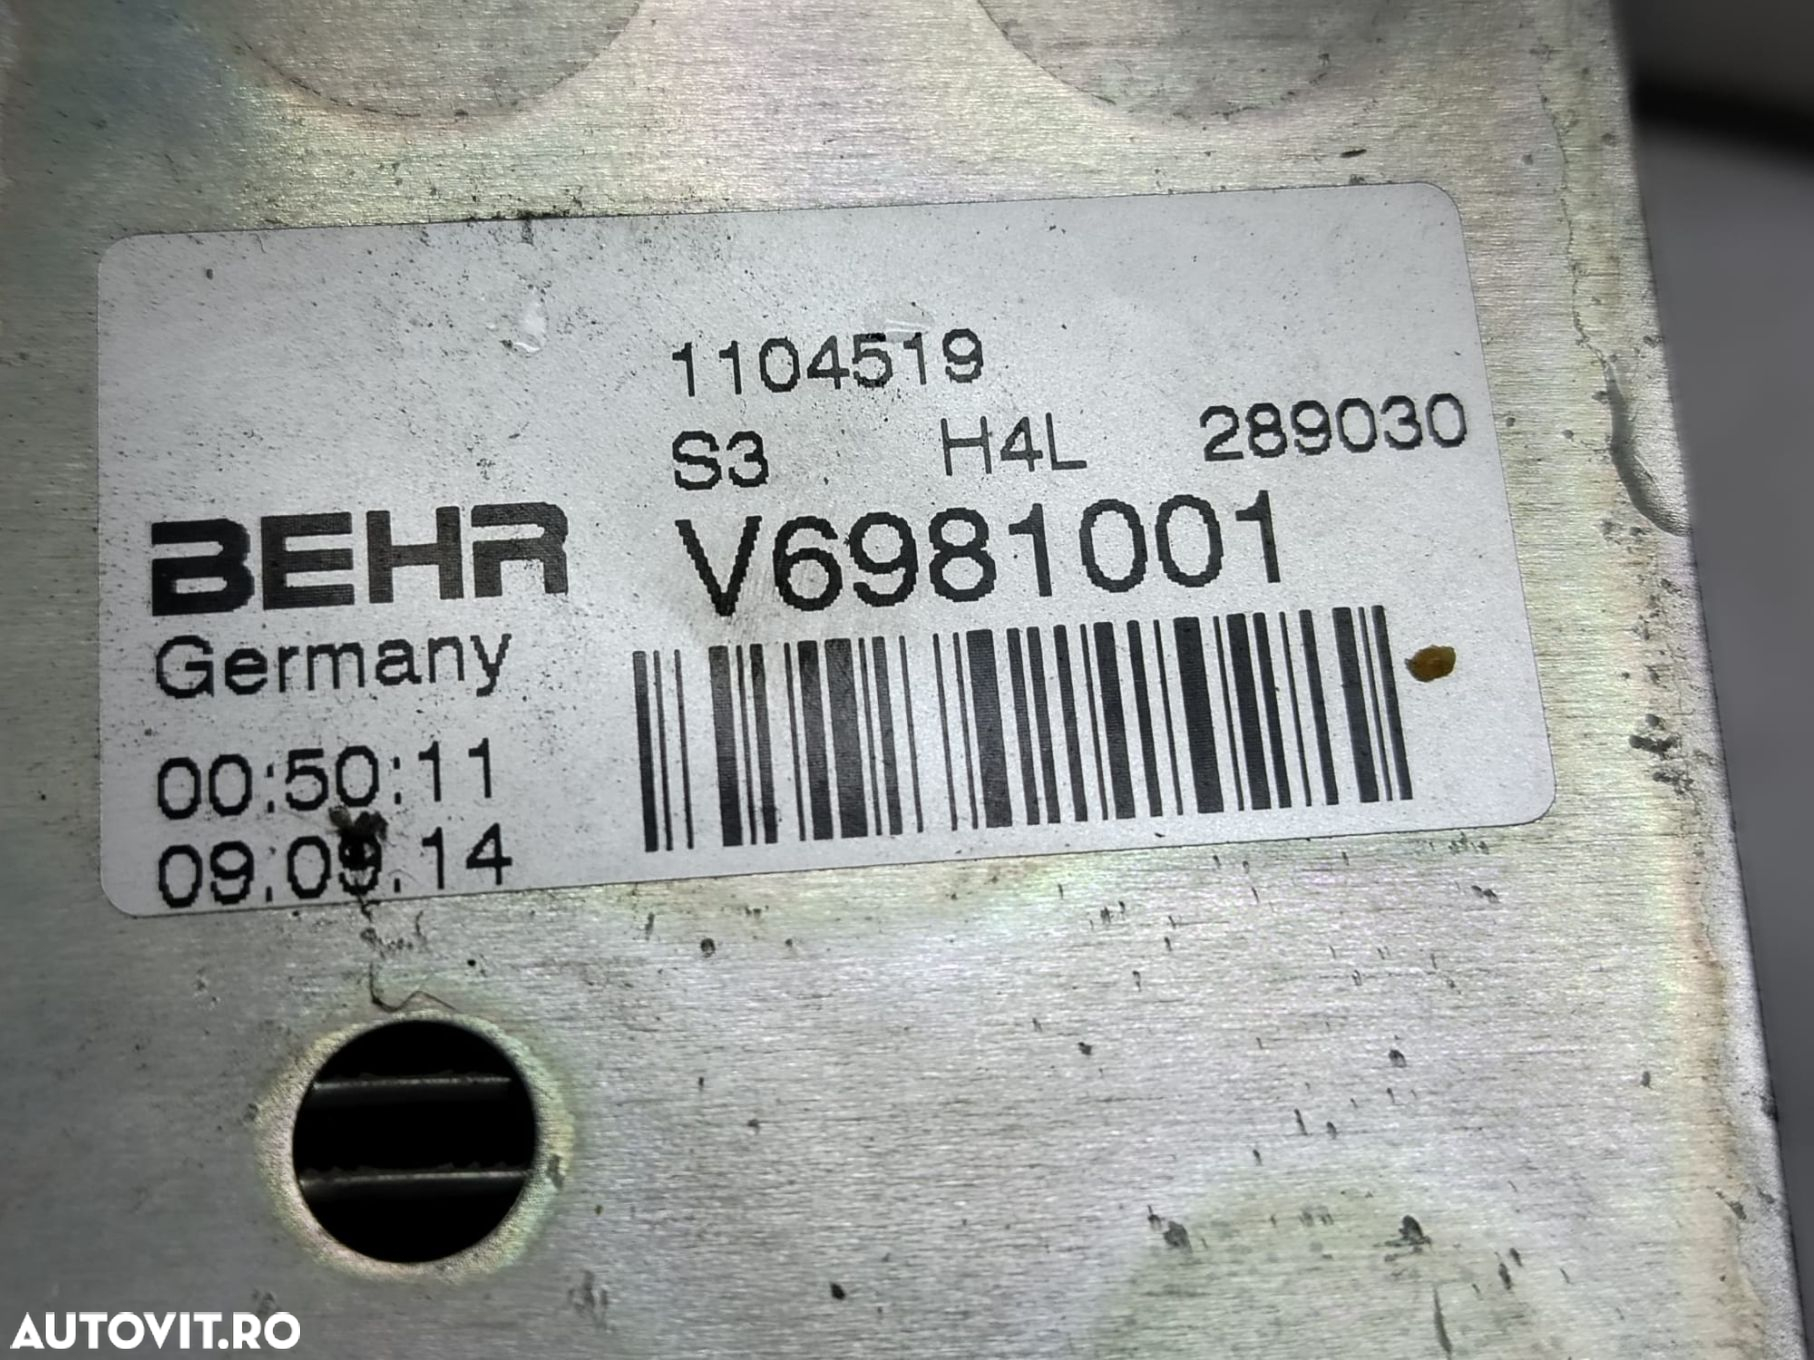 1104519
S3 H4L 289030
BEHR V6981001
Germany
00:50:11
09.09.14
AUTOVIT.RO